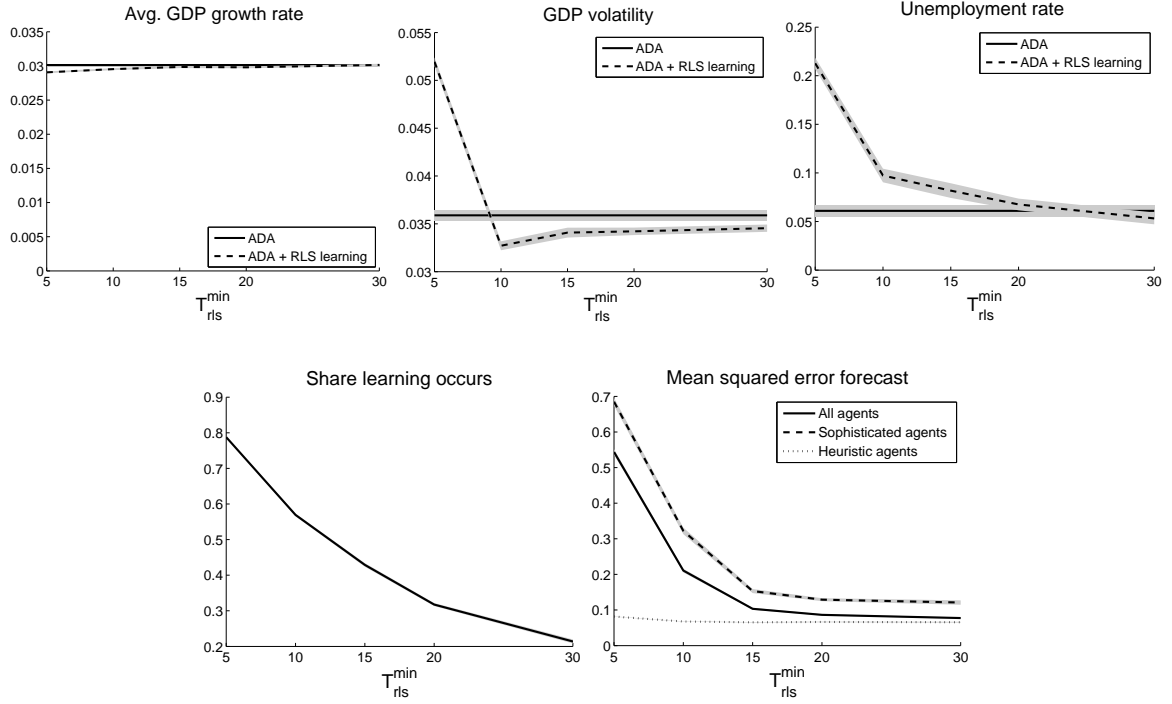 Avg. GDP growth rate
0.035
0.03
0.025
0.02
0.015
0.01
0.005
0
5 10 15 20 30
T_rls^min
ADA
ADA + RLS learning
GDP volatility
0.055
0.05
0.045
0.04
0.035
0.03
5 10 15 20 30
T_rls^min
ADA
ADA + RLS learning
Unemployment rate
0.25
0.2
0.15
0.1
0.05
0
5 10 15 20 30
T_rls^min
ADA
ADA + RLS learning
Share learning occurs
0.9
0.8
0.7
0.6
0.5
0.4
0.3
0.2
5 10 15 20 30
T_rls^min
Mean squared error forecast
0.7
0.6
0.5
0.4
0.3
0.2
0.1
0
5 10 15 20 30
T_rls^min
All agents
Sophisticated agents
Heuristic agents